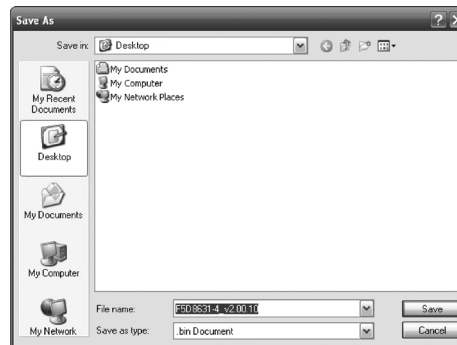 Save As
Save in: Desktop
My Documents
My Computer
My Network Places
My Recent
Documents
Desktop
My Documents
My Computer
My Network
File name: F5D8631-4_v2.00.10 Save
Save as type: .bin Document Cancel